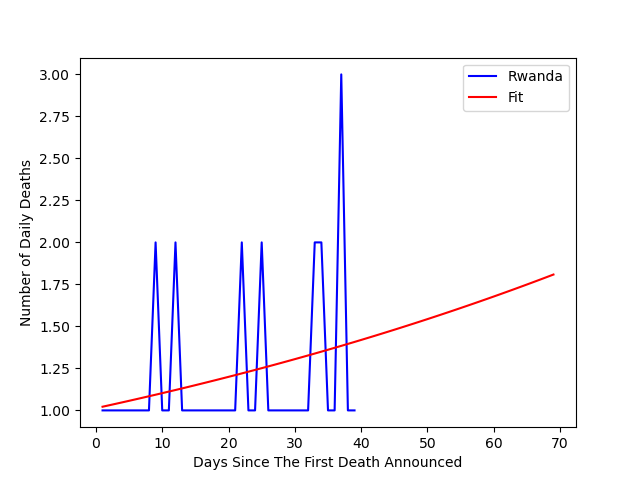 Rwanda
Fit
3.00
2.75
2.50
2.25
2.00
1.75
1.50
1.25
1.00
Number of Daily Deaths
0 10 20 30 40 50 60 70
Days Since The First Death Announced